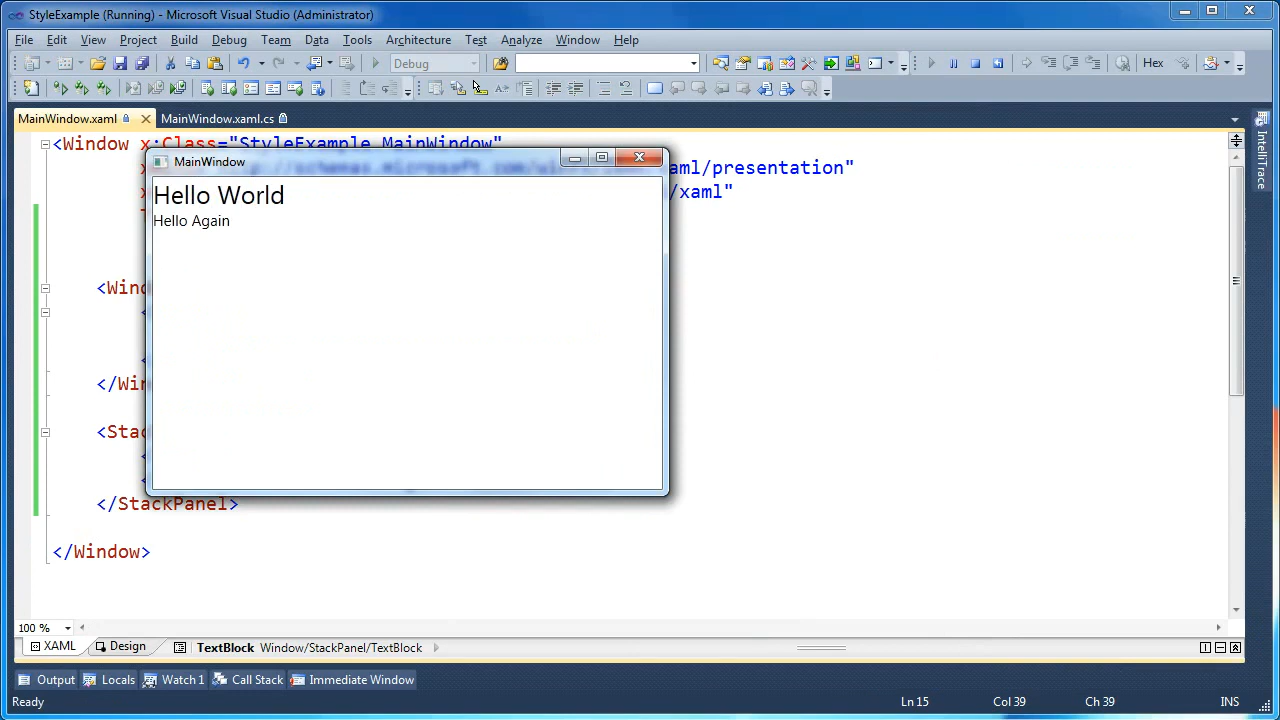 StyleExample (Running) - Microsoft Visual Studio (Administrator)
File Edit View Project Build Debug Team Data Tools Architecture Test Analyze Window Help
Debug
Hex
MainWindow.xaml
MainWindow.xaml.cs
<Window x:Class="StyleExample.MainWindow"
xaml/presentation"
/xaml"
MainWindow
Hello World
Hello Again
<Wind
</Win
<Stac
</StackPanel>
</Window>
IntelliTrace
100 %
XAML
Design
TextBlock Window/StackPanel/TextBlock
Output Locals Watch 1 Call Stack Immediate Window
Ready
Ln 15 Col 39 Ch 39 INS